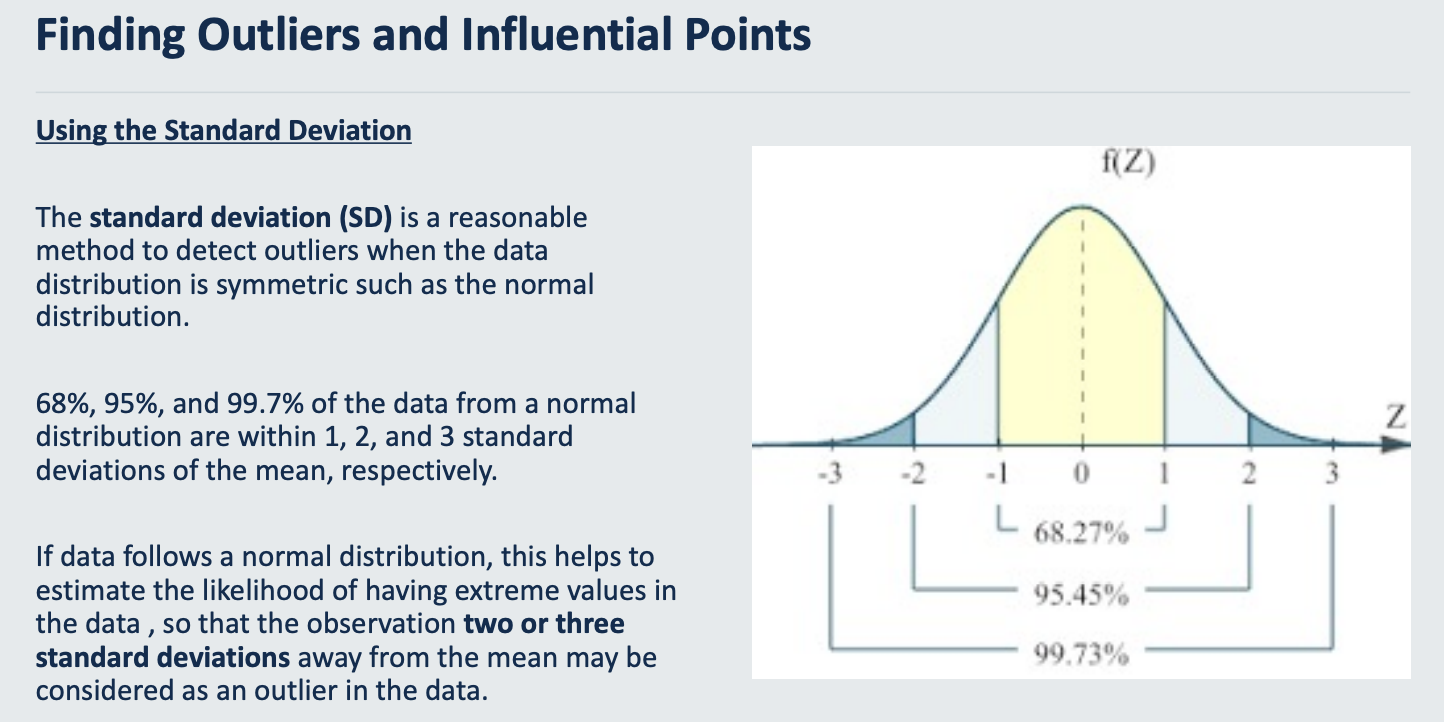 Finding Outliers and Influential Points
Using the Standard Deviation
The standard deviation (SD) is a reasonable
method to detect outliers when the data
distribution is symmetric such as the normal
distribution.
68%, 95%, and 99.7% of the data from a normal
distribution are within 1, 2, and 3 standard
deviations of the mean, respectively.
If data follows a normal distribution, this helps to
estimate the likelihood of having extreme values in
the data , so that the observation two or three
standard deviations away from the mean may be
considered as an outlier in the data.
f(Z)
Z
-3 -2 -1 0 1 2 3
68.27%
95.45%
99.73%